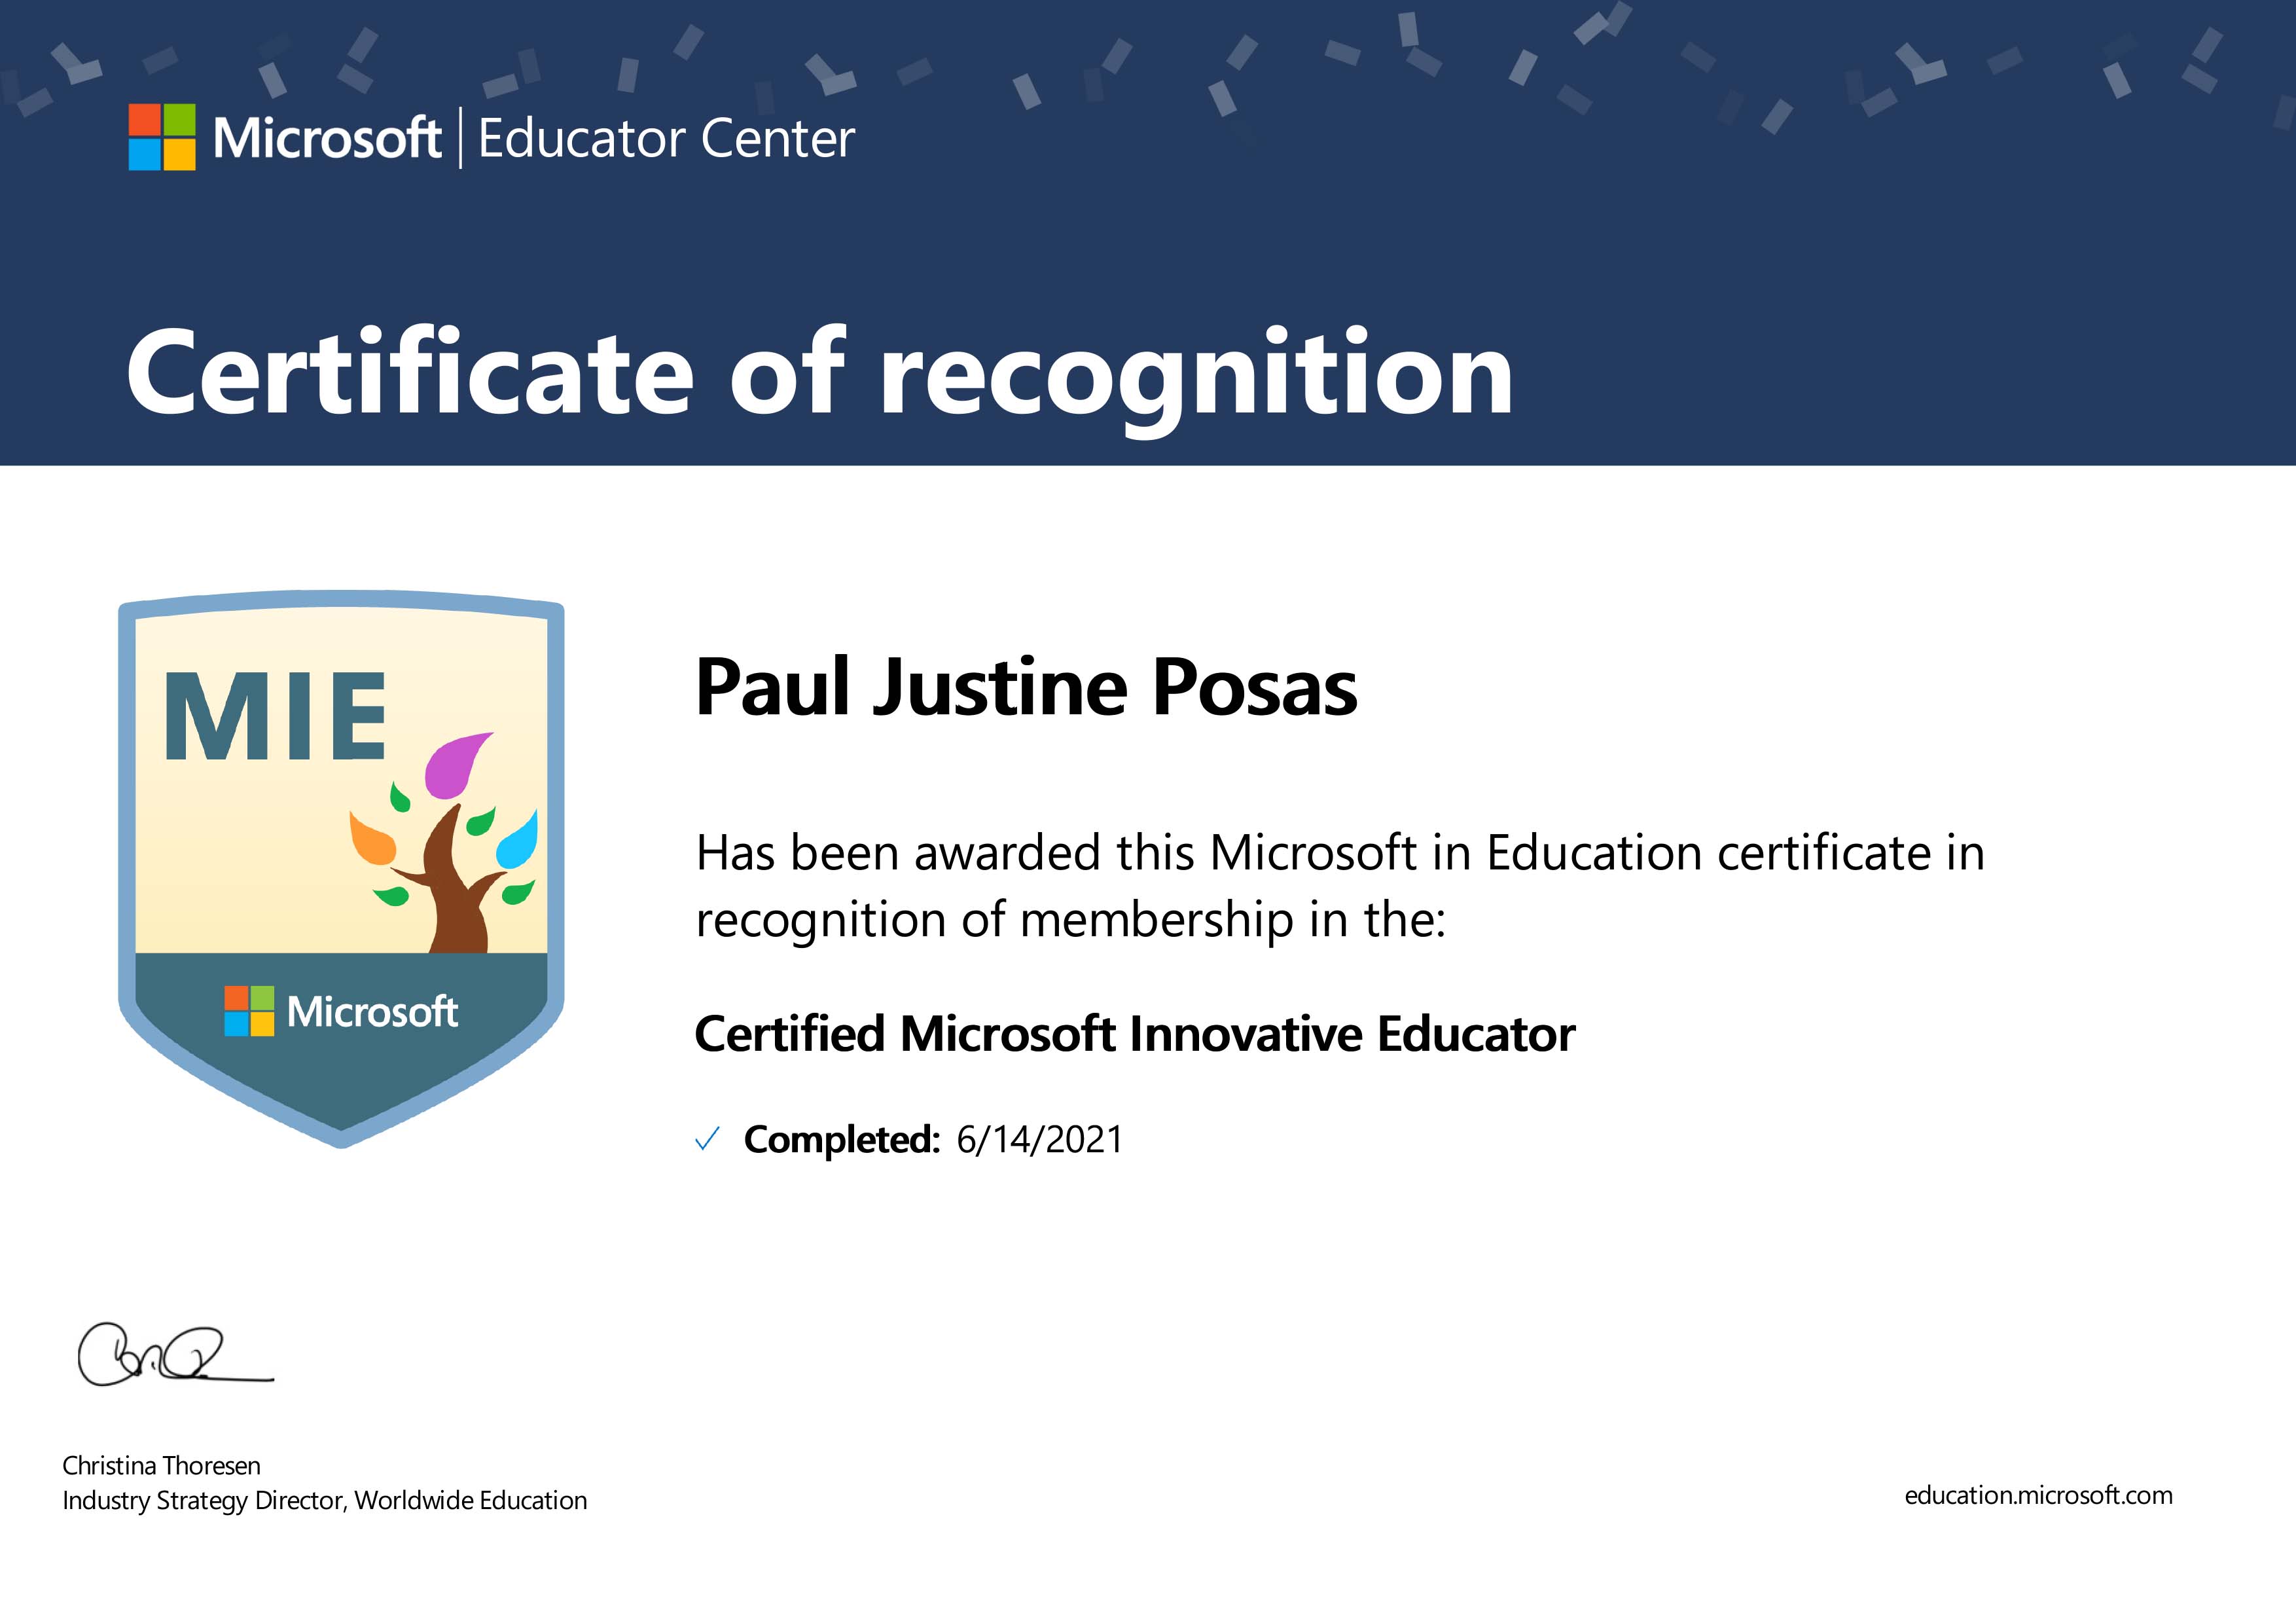 Microsoft | Educator Center
Certificate of recognition
MIE
Microsoft
Paul Justine Posas
Has been awarded this Microsoft in Education certificate in
recognition of membership in the:
Certified Microsoft Innovative Educator
✓ Completed: 6/14/2021
Christina Thoresen
Industry Strategy Director, Worldwide Education
education.microsoft.com